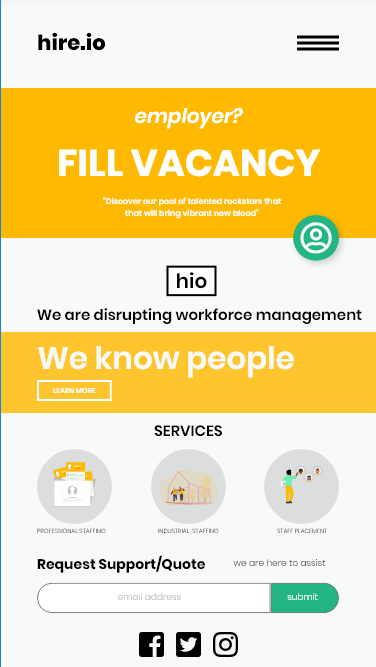 hire.io
employer?
FILL VACANCY
"Discover our pool of talented rockstars that
that will bring vibrant new blood"
hio
We are disrupting workforce management
We know people
LEARN MORE
SERVICES
PROFESSIONAL STAFFING
INDUSTRIAL STAFFING
STAFF PLACEMENT
Request Support/Quote
we are here to assist
email address
submit